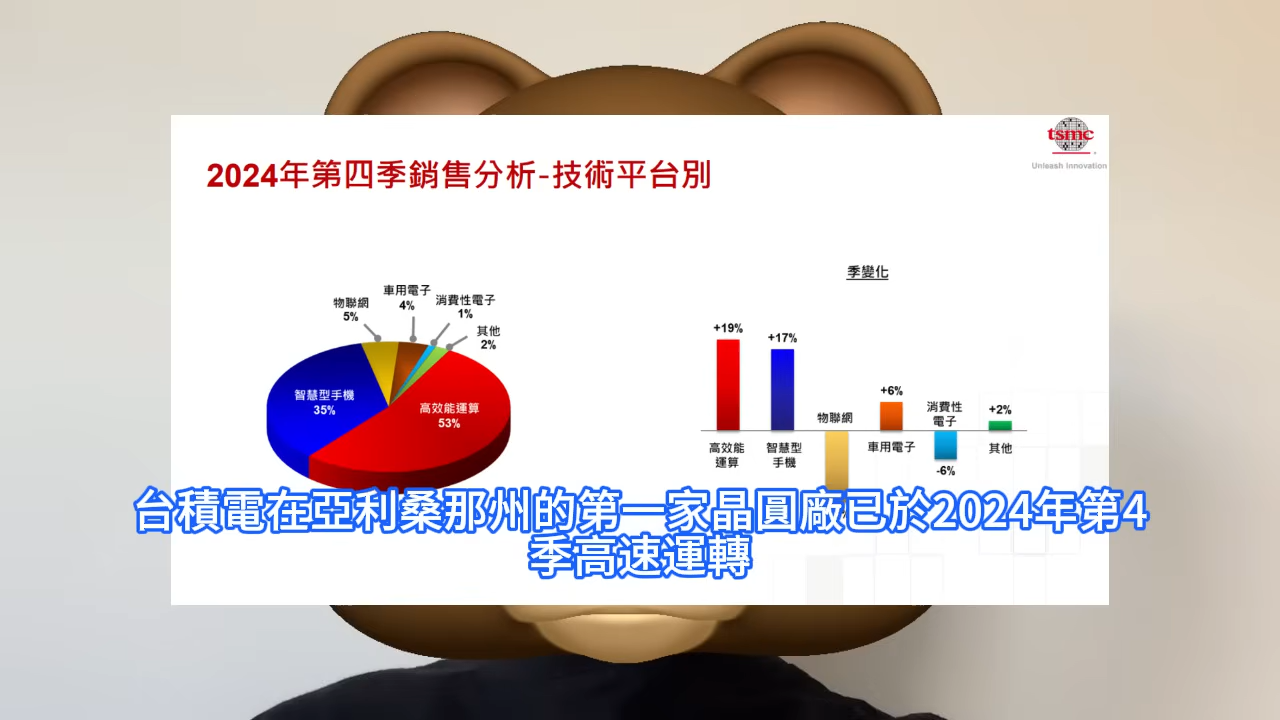 tsmc
Unleash Innovation
2024年第四季銷售分析-技術平台別
物聯網
5%
車用電子
4%
消費性電子
1%
其他
2%
智慧型手機
35%
高效能運算
53%
季變化
+19%
高效能
運算
+17%
智慧型
手機
物聯網
+6%
車用電子
消費性
電子
-6%
+2%
其他
台積電在亞利桑那州的第一家晶圓廠已於2024年第4
季高速運轉